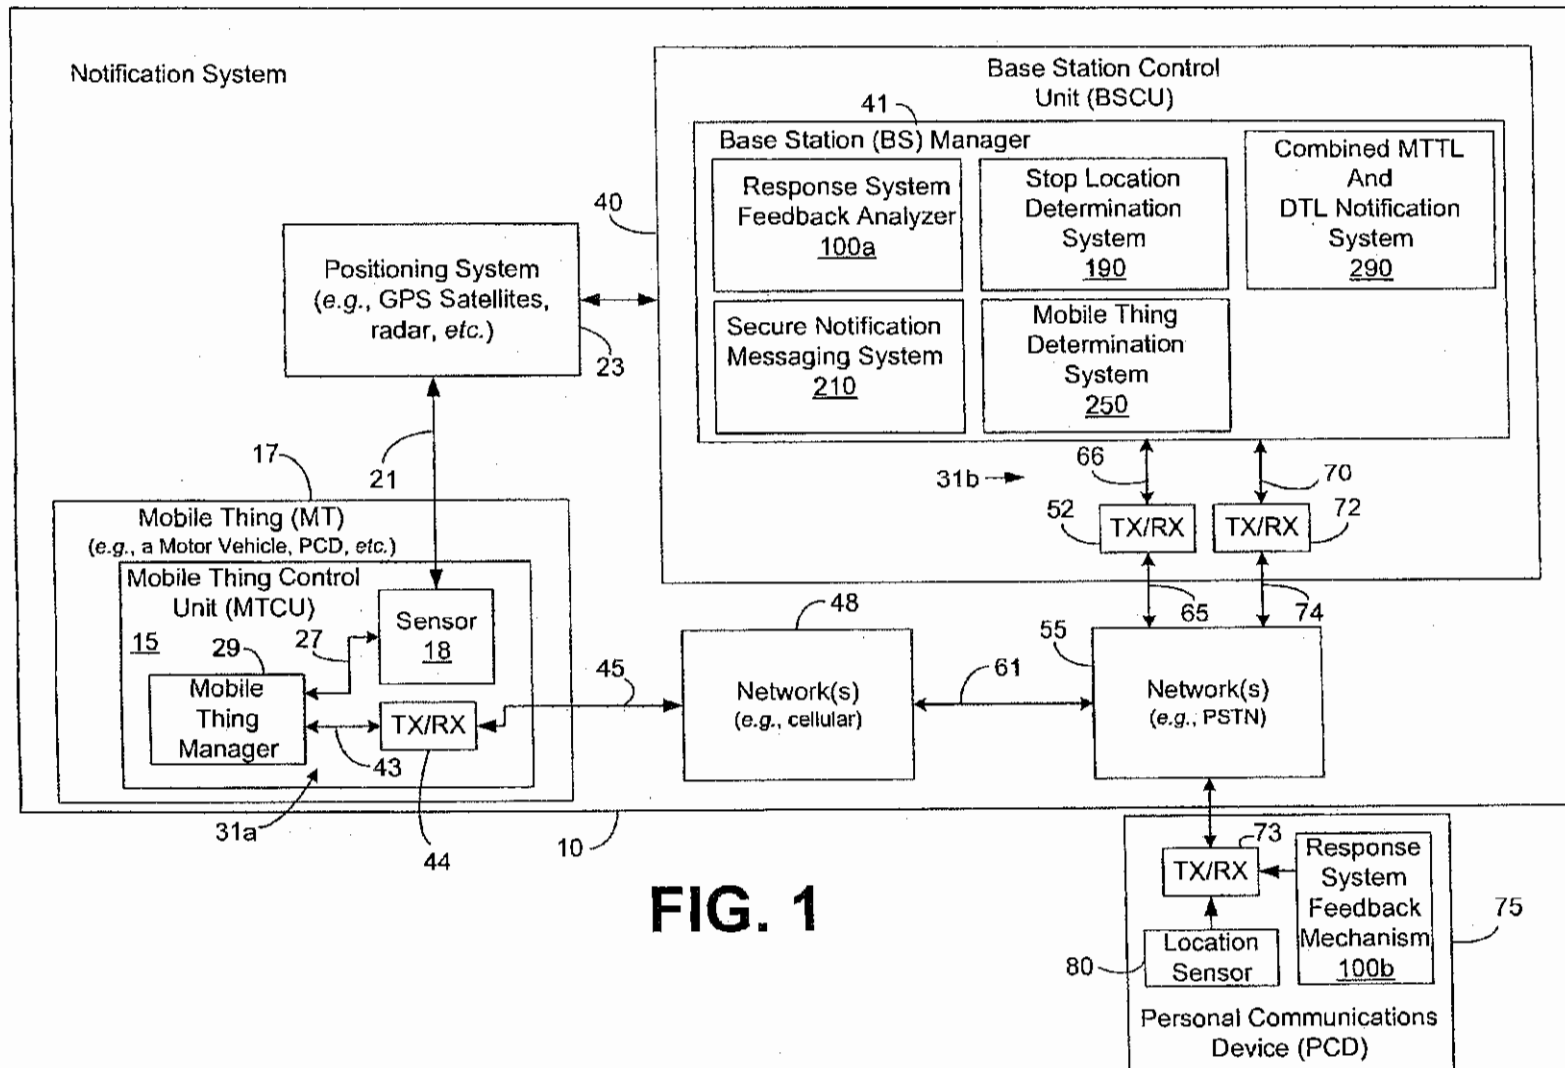 Notification System
Base Station Control
Unit (BSCU)
41
Base Station (BS) Manager
Response System
Feedback Analyzer
100a
Stop Location
Determination
System
190
Combined MTTL
And
DTL Notification
System
290
Secure Notification
Messaging System
210
Mobile Thing
Determination
System
250
40
Positioning System
(e.g., GPS Satellites,
radar, etc.)
23
21
17
66
31b
70
52
TX/RX
TX/RX
72
65
74
Mobile Thing (MT)
(e.g., a Motor Vehicle, PCD, etc.)
Mobile Thing Control
Unit (MTCU)
15
29
27
Sensor
18
Mobile
Thing
Manager
43
TX/RX
45
31a
44
48
Network(s)
(e.g., cellular)
61
55
Network(s)
(e.g., PSTN)
10
73
TX/RX
Response
System
Feedback
Mechanism
100b
75
80
Location
Sensor
Personal Communications
Device (PCD)
FIG. 1